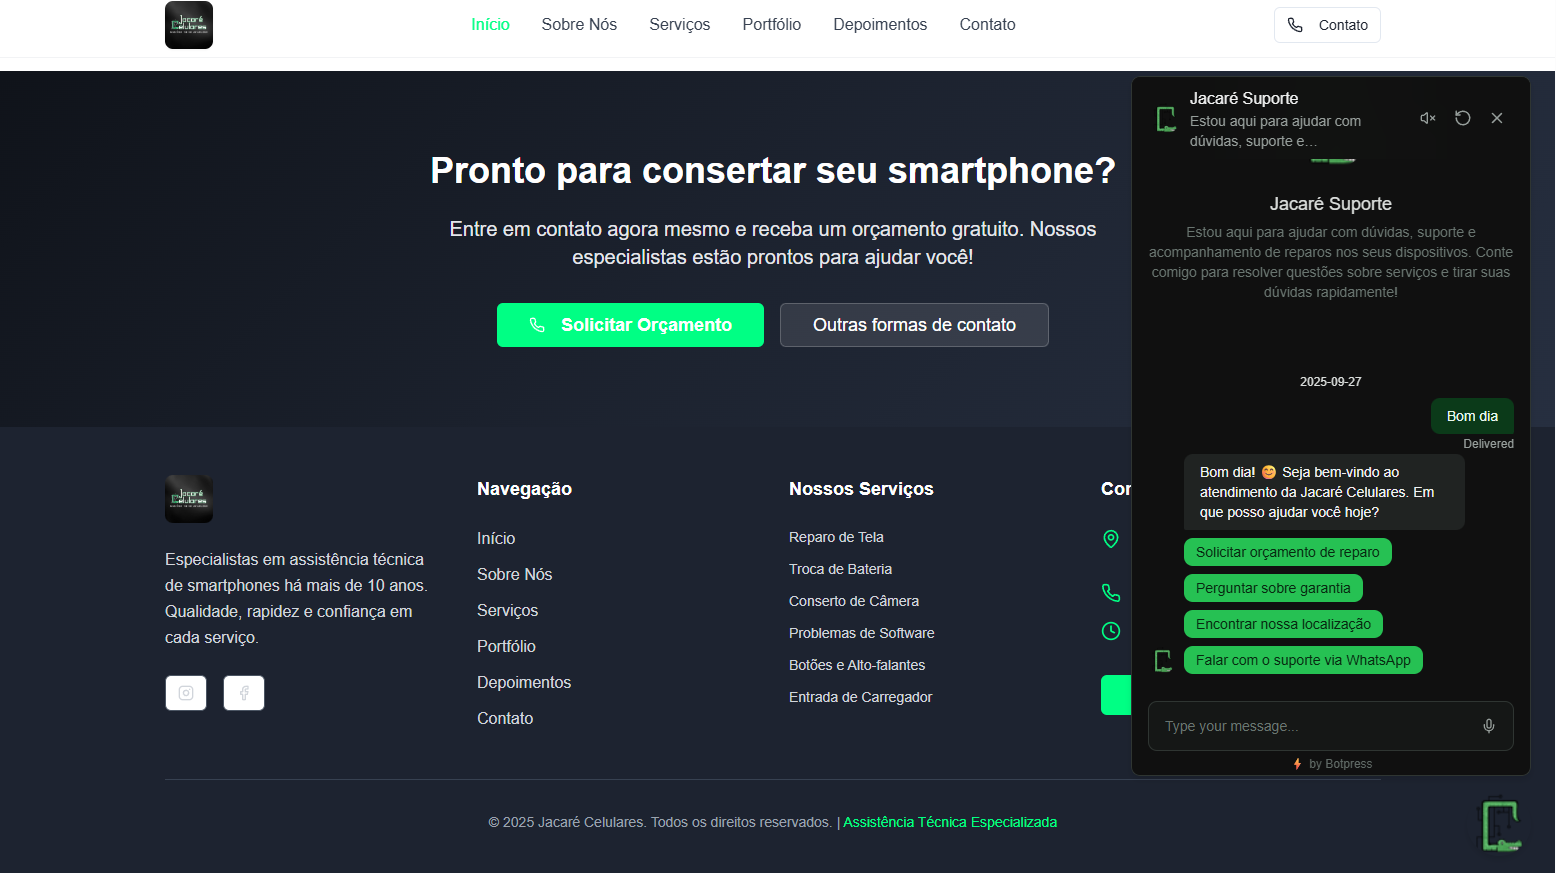 Jacaré
Celulares
Início
Sobre Nós
Serviços
Portfólio
Depoimentos
Contato
Contato
Pronto para consertar seu smartphone?
Entre em contato agora mesmo e receba um orçamento gratuito. Nossos
especialistas estão prontos para ajudar você!
Solicitar Orçamento
Outras formas de contato
Jacaré
Celulares
Especialistas em assistência técnica
de smartphones há mais de 10 anos.
Qualidade, rapidez e confiança em
cada serviço.
Navegação
Início
Sobre Nós
Serviços
Portfólio
Depoimentos
Contato
Nossos Serviços
Reparo de Tela
Troca de Bateria
Conserto de Câmera
Problemas de Software
Botões e Alto-falantes
Entrada de Carregador
© 2025 Jacaré Celulares. Todos os direitos reservados. | Assistência Técnica Especializada
Jacaré Suporte
Estou aqui para ajudar com
dúvidas, suporte e...
Jacaré Suporte
Estou aqui para ajudar com dúvidas, suporte e
acompanhamento de reparos nos seus dispositivos. Conte
comigo para resolver questões sobre serviços e tirar suas
dúvidas rapidamente!
2025-09-27
Bom dia
Delivered
Bom dia! 😊 Seja bem-vindo ao
atendimento da Jacaré Celulares. Em
que posso ajudar você hoje?
Solicitar orçamento de reparo
Perguntar sobre garantia
Encontrar nossa localização
Falar com o suporte via WhatsApp
Type your message...
by Botpress